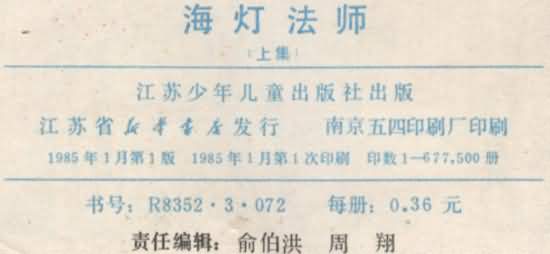 海灯法师
（上集）
江苏少年儿童出版社出版
江苏省新华书店发行 南京五四印刷厂印刷
1985年1月第1版 1985年1月第1次印刷 印数1—677,500册
书号：R8352·3·072 每册：0.36元
责任编辑：俞伯洪 周翔